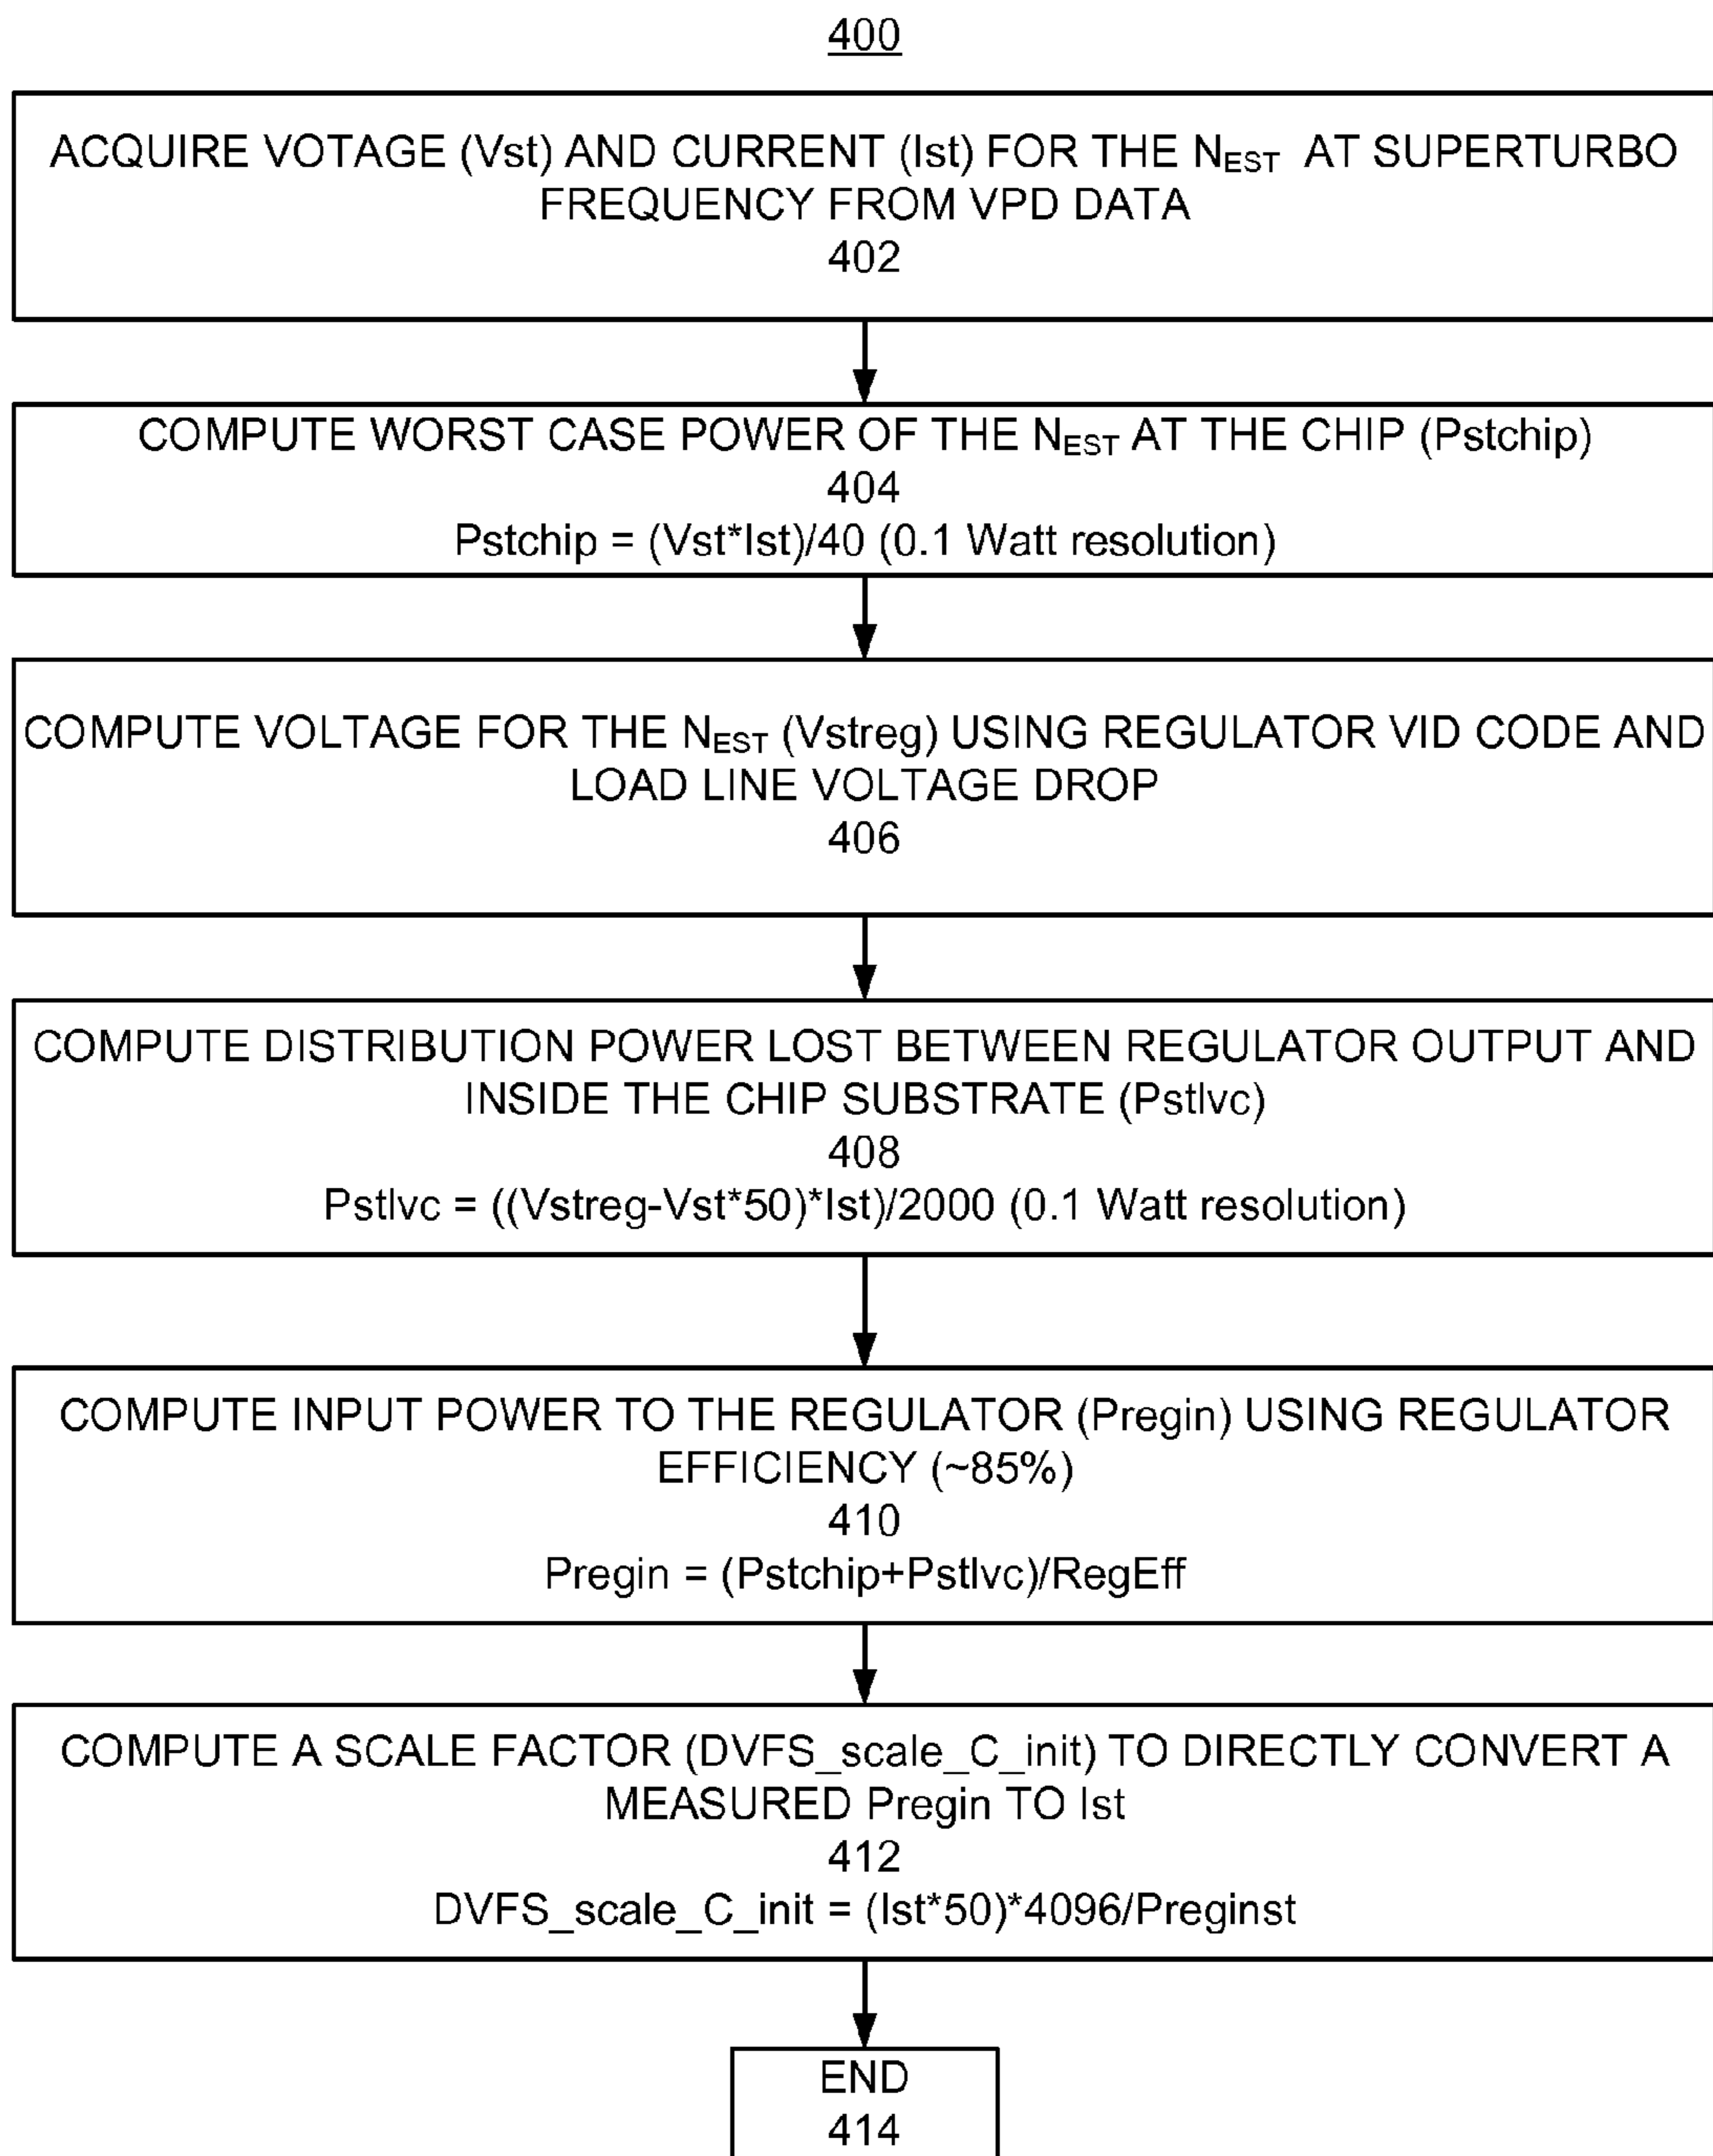 400
ACQUIRE VOTAGE (Vst) AND CURRENT (Ist) FOR THE NEST AT SUPERTURBO
FREQUENCY FROM VPD DATA
402
COMPUTE WORST CASE POWER OF THE NEST AT THE CHIP (Pstchip)
404
Pstchip = (Vst*Ist)/40 (0.1 Watt resolution)
COMPUTE VOLTAGE FOR THE NEST (Vstreg) USING REGULATOR VID CODE AND
LOAD LINE VOLTAGE DROP
406
COMPUTE DISTRIBUTION POWER LOST BETWEEN REGULATOR OUTPUT AND
INSIDE THE CHIP SUBSTRATE (Pstlvc)
408
Pstlvc = ((Vstreg-Vst*50)*Ist)/2000 (0.1 Watt resolution)
COMPUTE INPUT POWER TO THE REGULATOR (Pregin) USING REGULATOR
EFFICIENCY (~85%)
410
Pregin = (Pstchip+Pstlvc)/RegEff
COMPUTE A SCALE FACTOR (DVFS_scale_C_init) TO DIRECTLY CONVERT A
MEASURED Pregin TO Ist
412
DVFS_scale_C_init = (Ist*50)*4096/Preginst
END
414